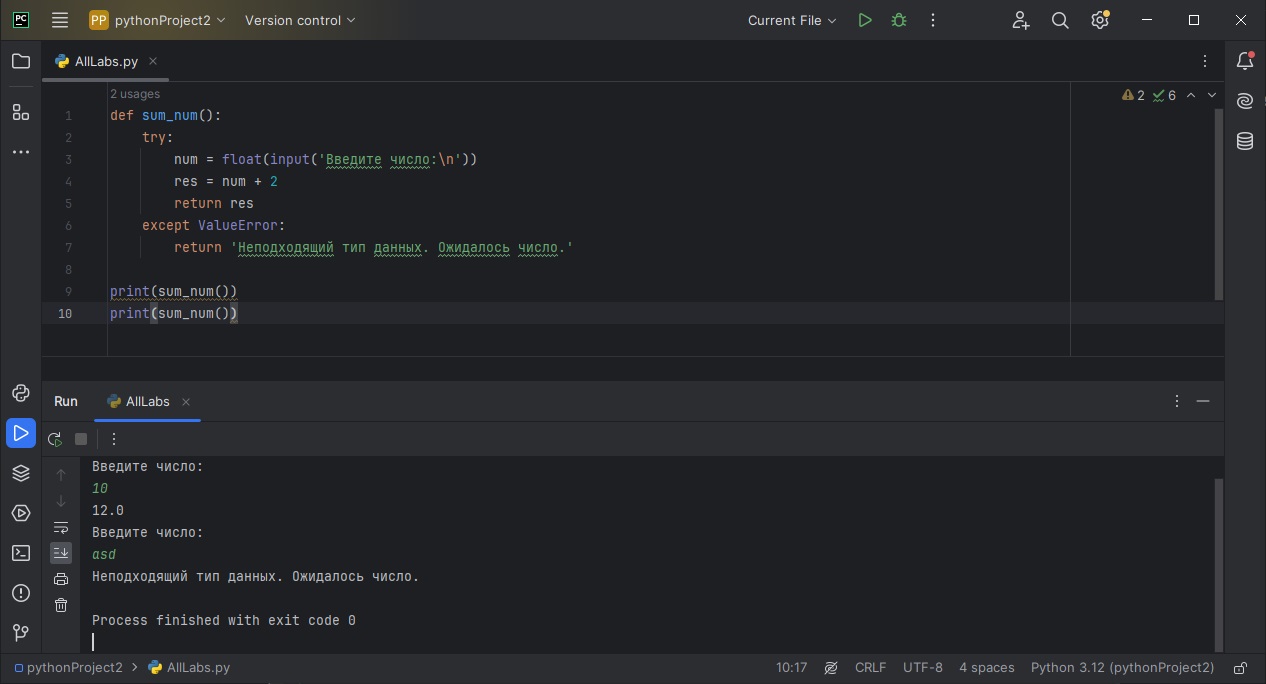 PC PP pythonProject2 Version control Current File
AllLabs.py
2 usages 2 6
1 def sum_num():
2 try:
3 num = float(input('Введите число:\n'))
4 res = num + 2
5 return res
6 except ValueError:
7 return 'Неподходящий тип данных. Ожидалось число.'
8
9 print(sum_num())
10 print(sum_num())
Run AllLabs
Введите число:
10
12.0
Введите число:
asd
Неподходящий тип данных. Ожидалось число.
Process finished with exit code 0
pythonProject2 AllLabs.py 10:17 CRLF UTF-8 4 spaces Python 3.12 (pythonProject2)